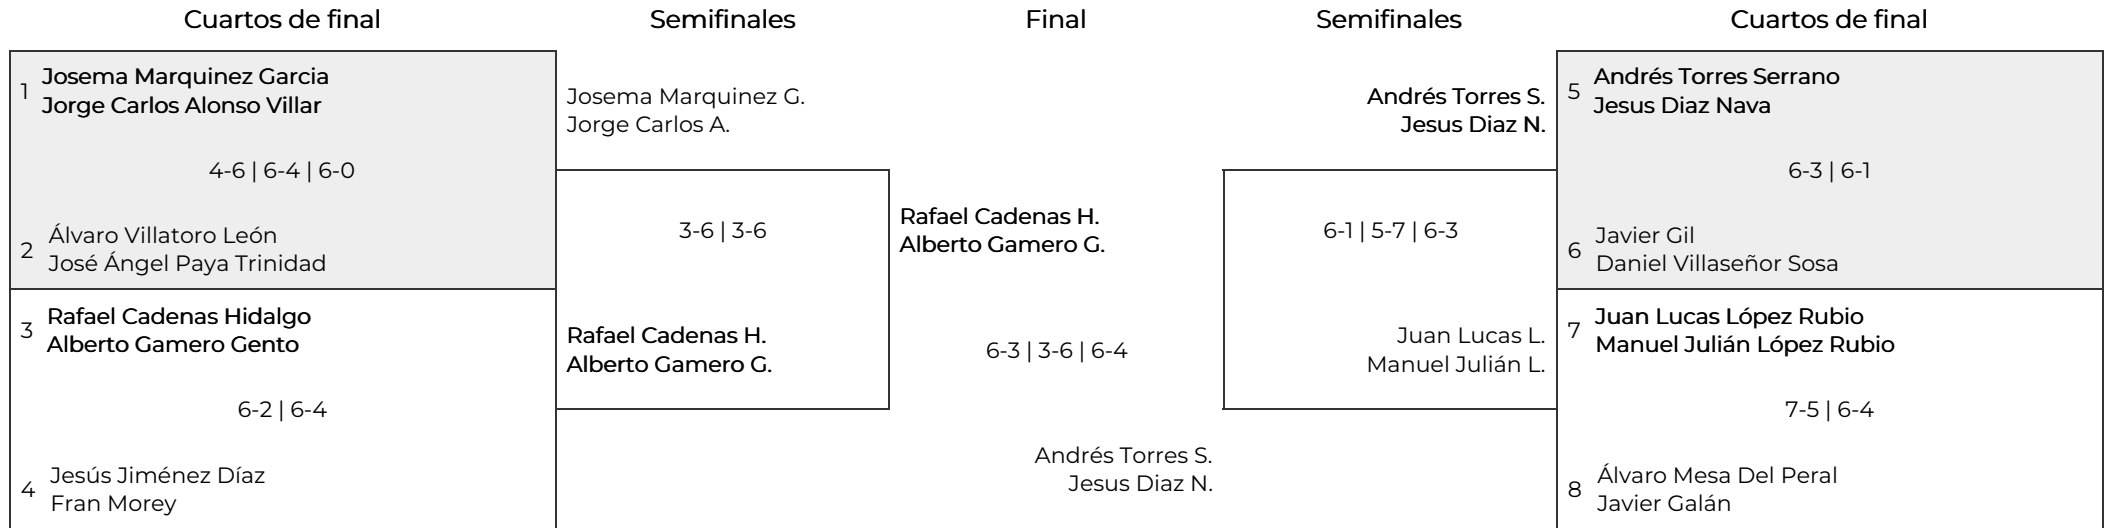 Cuartos de final
Semifinales
Final
Semifinales
Cuartos de final
1
Josema Marquinez Garcia
Jorge Carlos Alonso Villar
4-6 | 6-4 | 6-0
2
Álvaro Villatoro León
José Ángel Paya Trinidad
3
Rafael Cadenas Hidalgo
Alberto Gamero Gento
6-2 | 6-4
4
Jesús Jiménez Díaz
Fran Morey
Josema Marquinez G.
Jorge Carlos A.
3-6 | 3-6
Rafael Cadenas H.
Alberto Gamero G.
Rafael Cadenas H.
Alberto Gamero G.
6-3 | 3-6 | 6-4
Andrés Torres S.
Jesus Diaz N.
Andrés Torres S.
Jesus Diaz N.
6-1 | 5-7 | 6-3
Juan Lucas L.
Manuel Julián L.
5
Andrés Torres Serrano
Jesus Diaz Nava
6-3 | 6-1
6
Javier Gil
Daniel Villaseñor Sosa
7
Juan Lucas López Rubio
Manuel Julián López Rubio
7-5 | 6-4
8
Álvaro Mesa Del Peral
Javier Galán